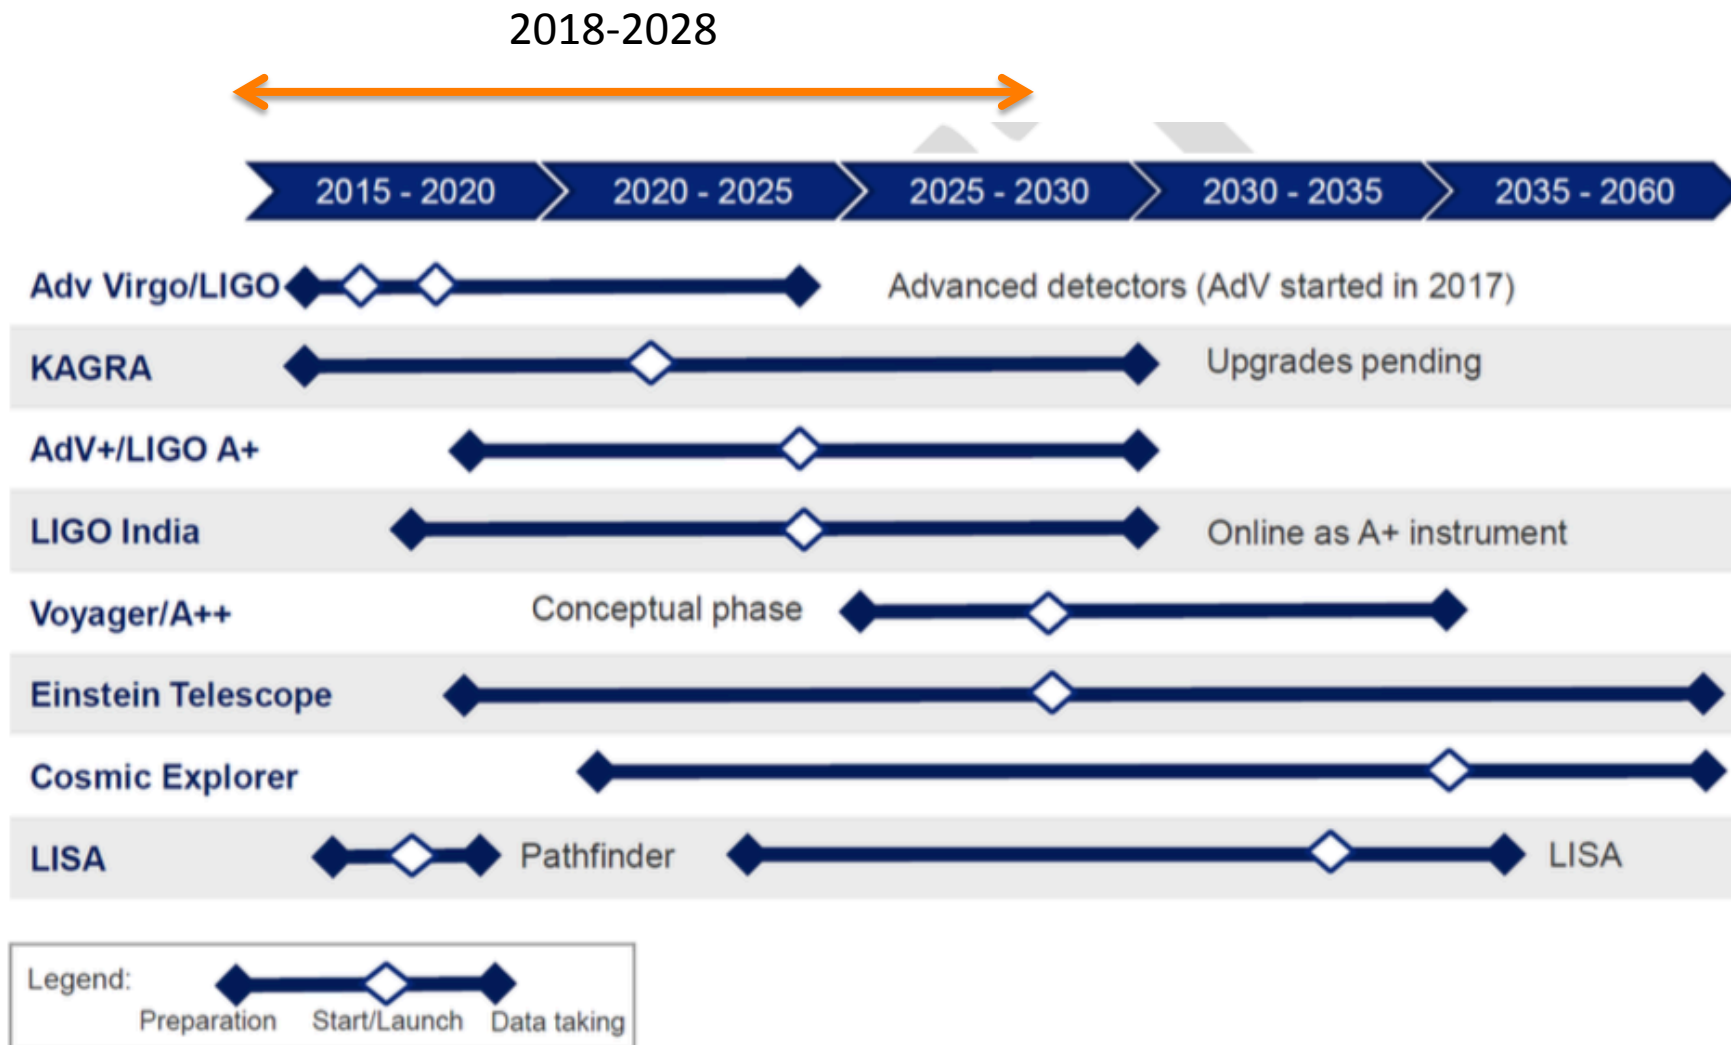 2018-2028
2015 - 2020 2020 - 2025 2025 - 2030 2030 - 2035 2035 - 2060
Adv Virgo/LIGO Advanced detectors (AdV started in 2017)
KAGRA Upgrades pending
AdV+/LIGO A+
LIGO India Online as A+ instrument
Voyager/A++ Conceptual phase
Einstein Telescope
Cosmic Explorer
LISA Pathfinder LISA
Legend:
Preparation Start/Launch Data taking